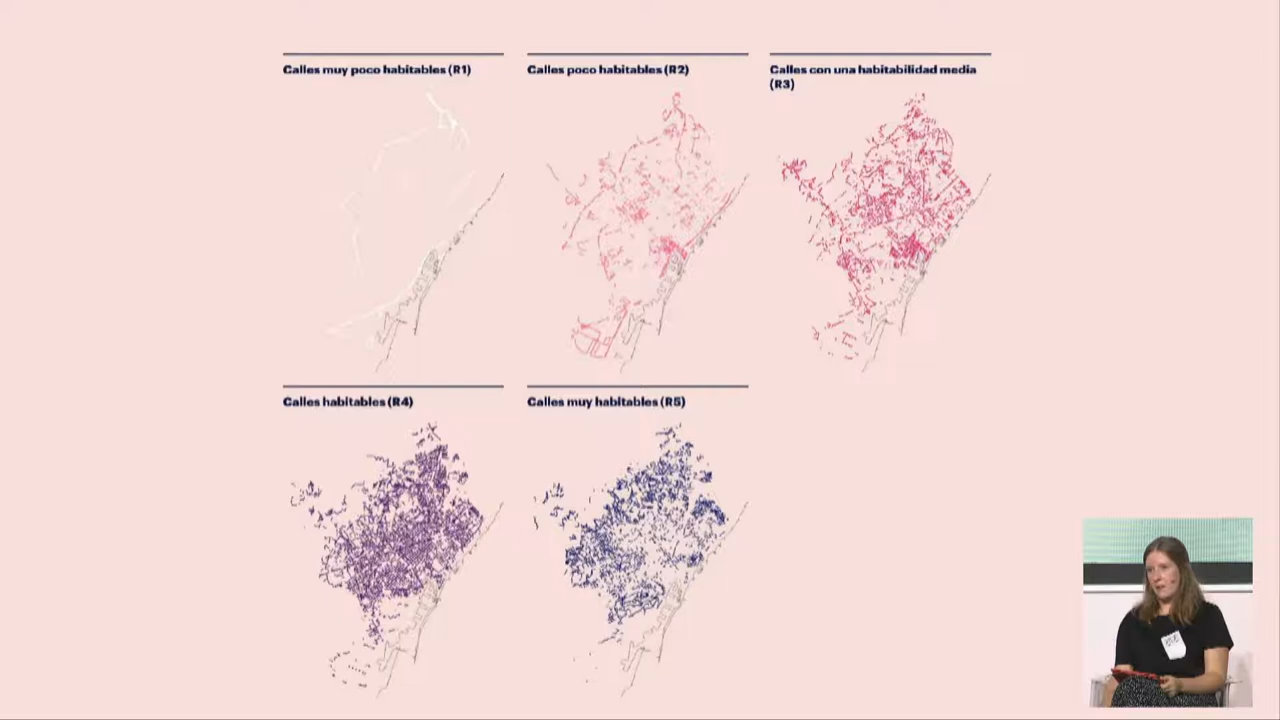 Calles muy poco habitables (R1)
Calles poco habitables (R2)
Calles con una habitabilidad media
(R3)
Calles habitables (R4)
Calles muy habitables (R5)